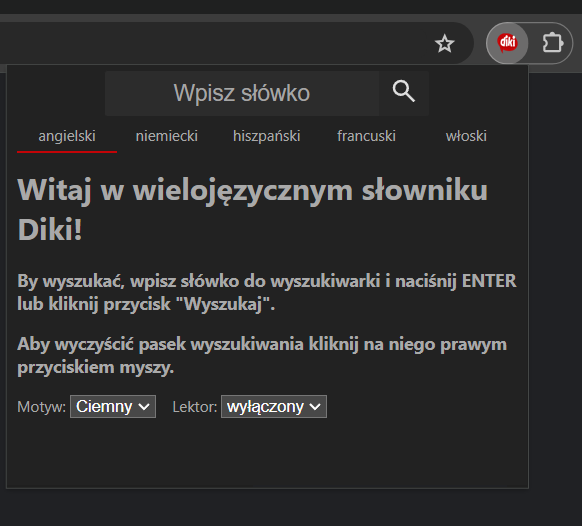 diki
Wpisz słówko
angielski niemiecki hiszpański francuski włoski
Witaj w wielojęzycznym słowniku
Diki!
By wyszukać, wpisz słówko do wyszukiwarki i naciśnij ENTER
lub kliknij przycisk "Wyszukaj".
Aby wyczyścić pasek wyszukiwania kliknij na niego prawym
przyciskiem myszy.
Motyw: Ciemny Lektor: wyłączony